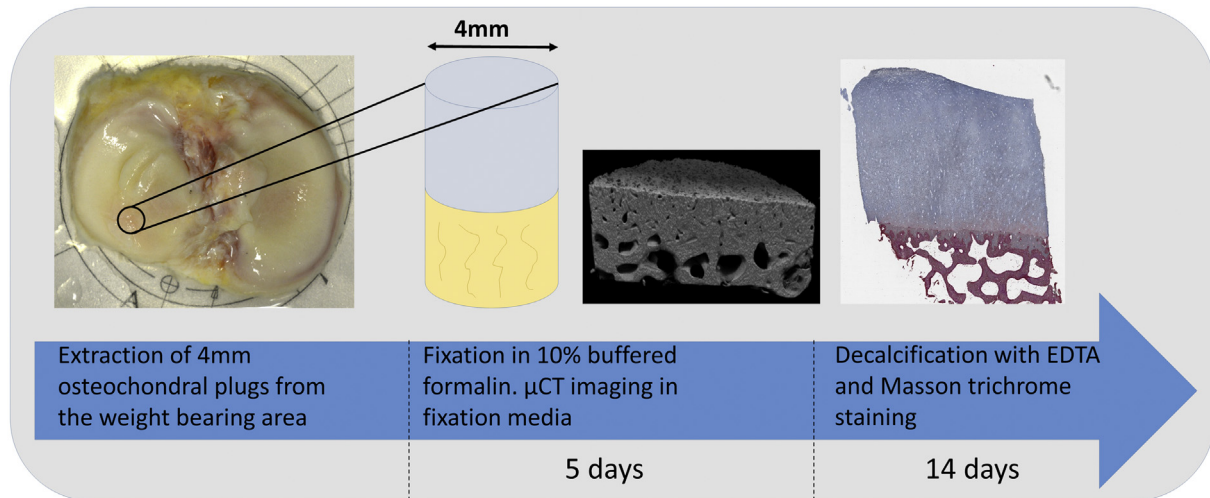 4mm
Extraction of 4mm
osteochondral plugs from
the weight bearing area
Fixation in 10% buffered
formalin. µCT imaging in
fixation media
Decalcification with EDTA
and Masson trichrome
staining
5 days
14 days